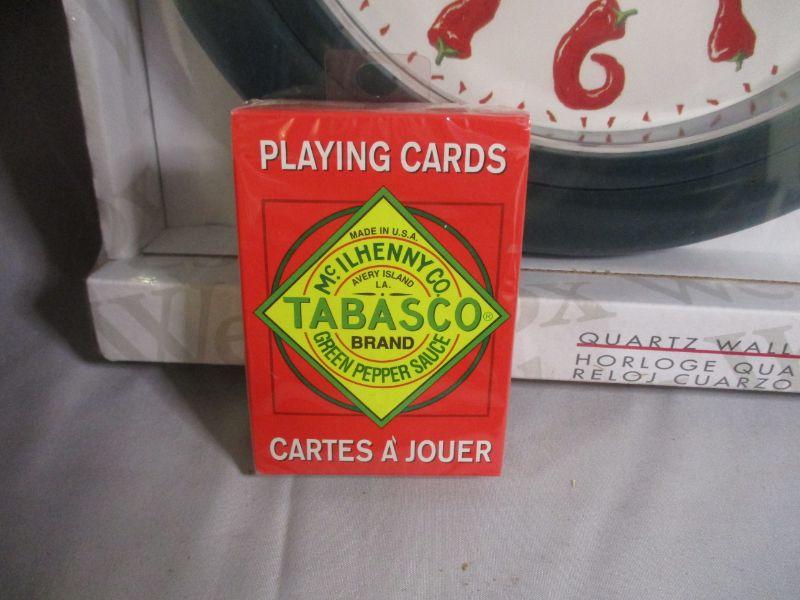 6
PLAYING CARDS
MADE IN U.S.A.
McILHENNY CO.
AVERY ISLAND
LA.
TABASCO®
BRAND
GREEN PEPPER SAUCE
CARTES À JOUER
QUARTZ WALL
HORLOGE QUA
RELOJ CUARZO